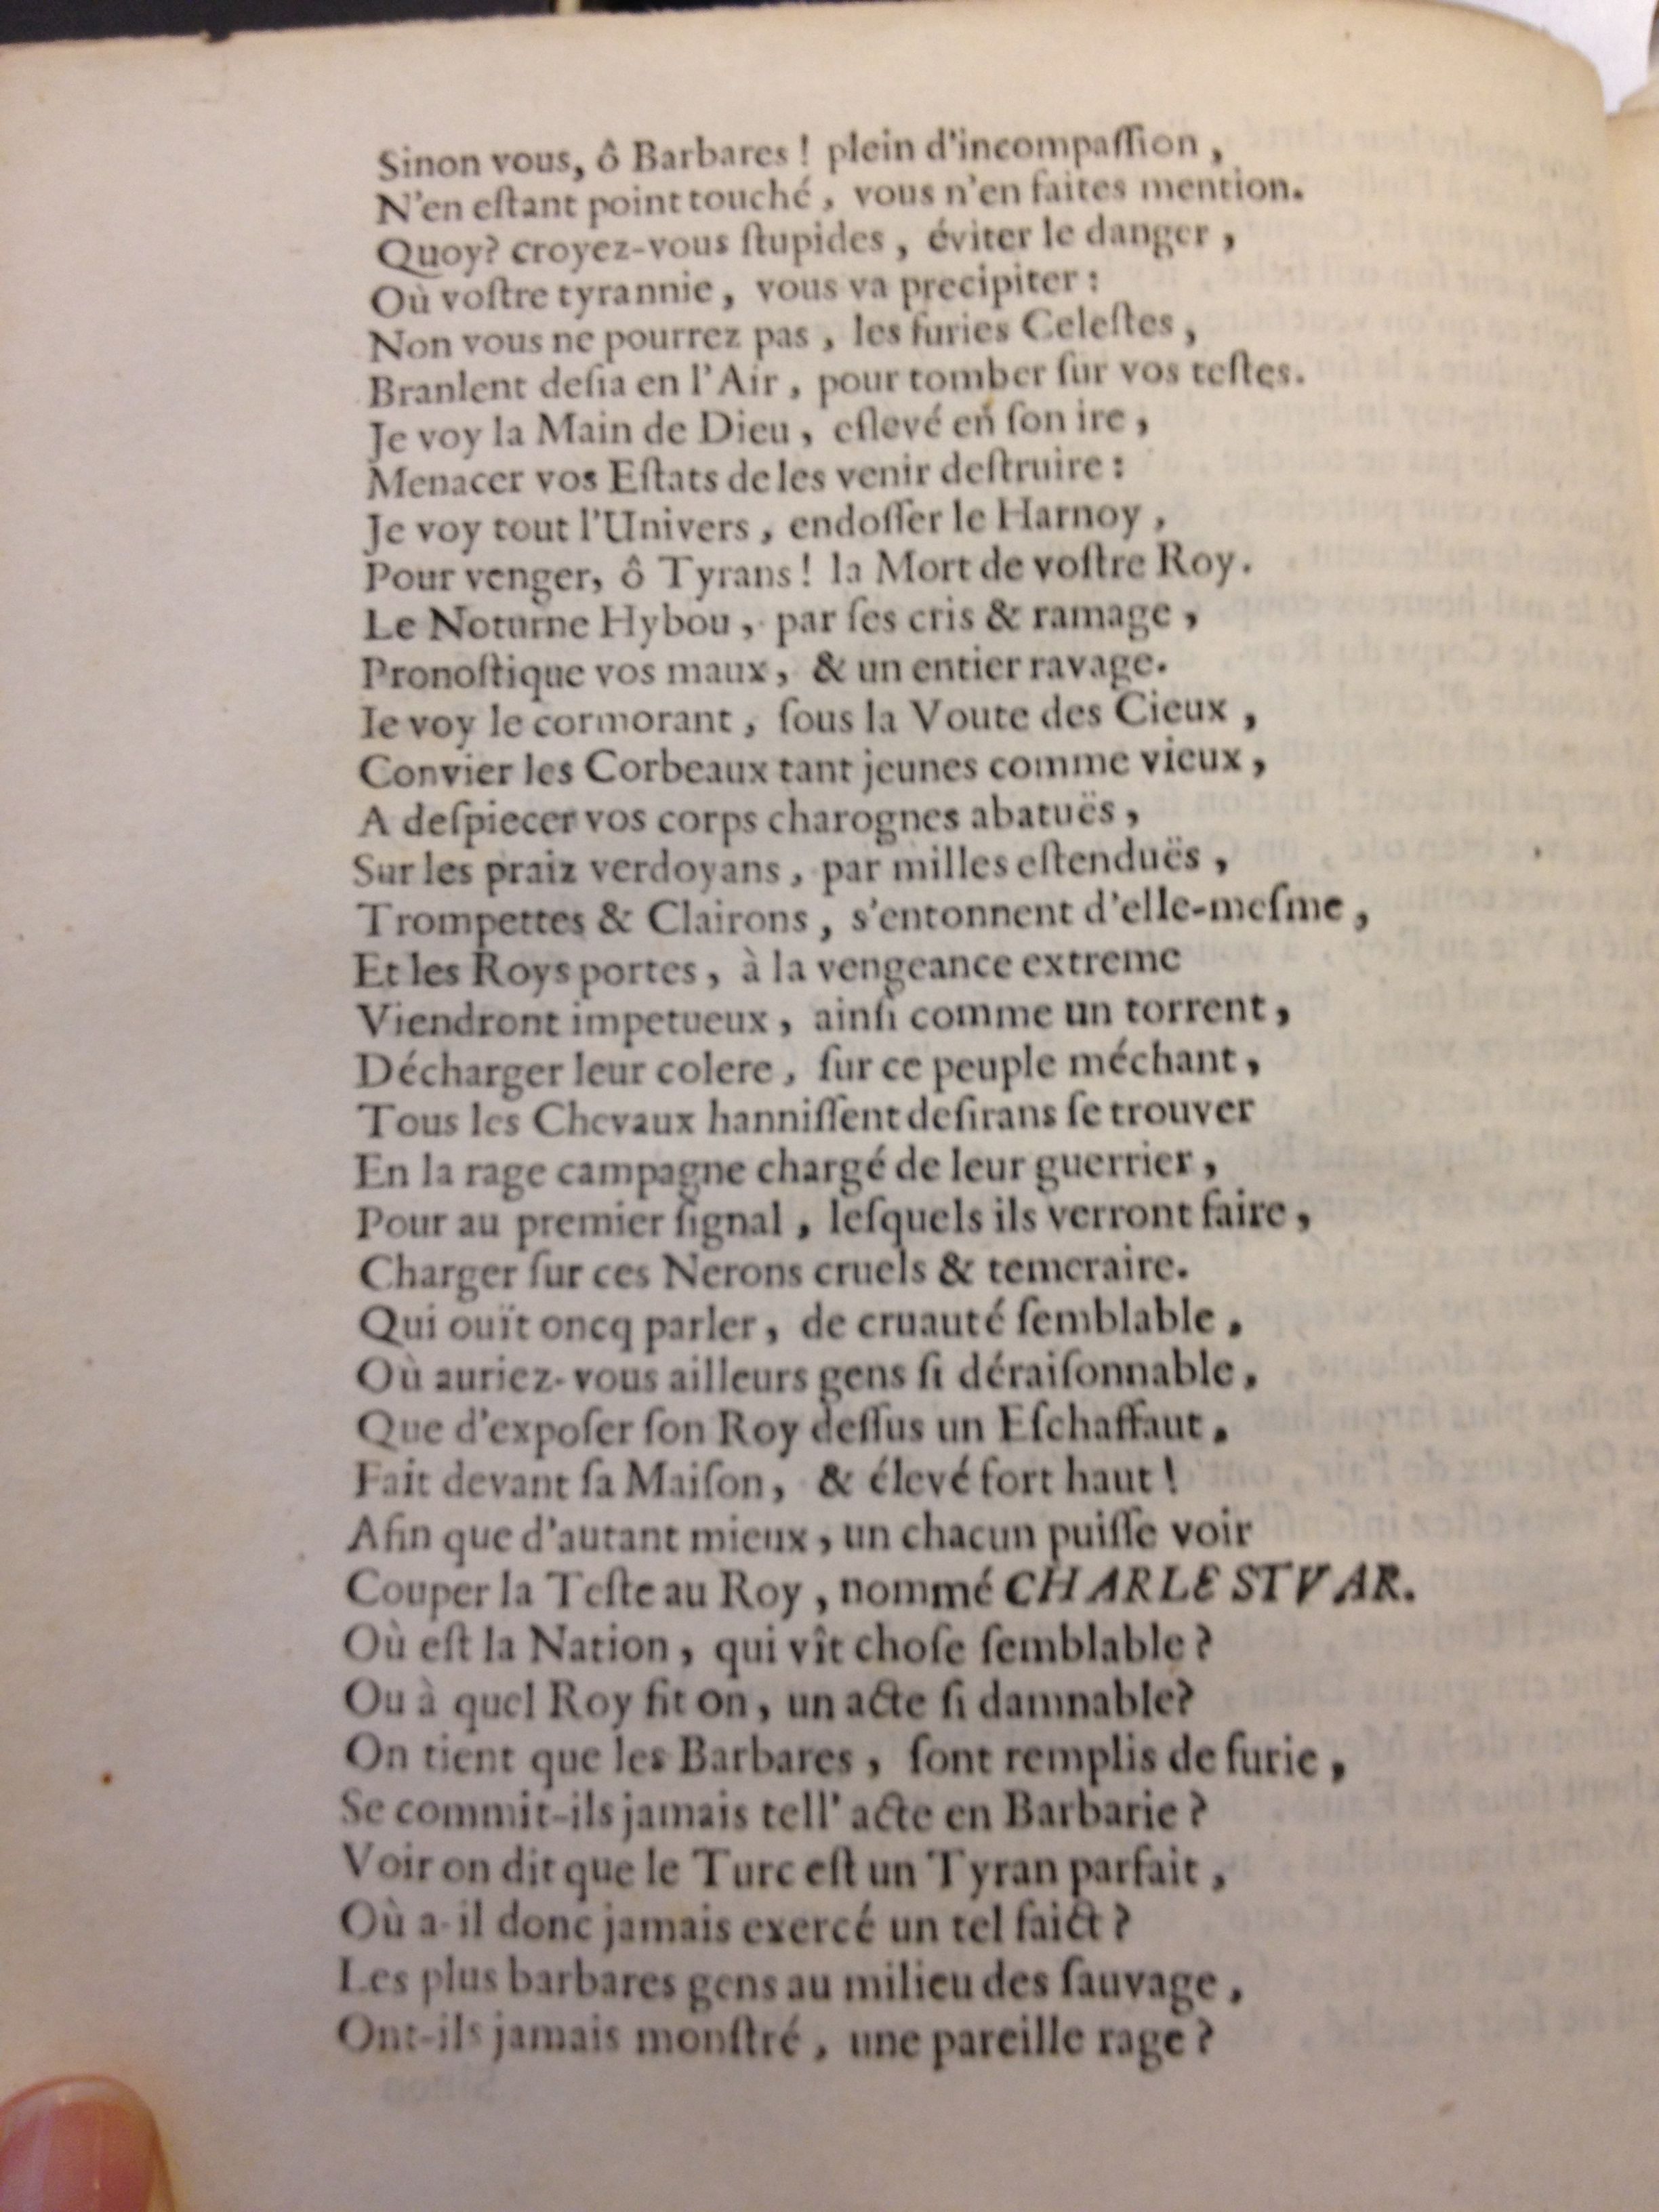 Sinon vous, ô Barbares ! plein d'incompaſſion ,
N'en eſtant point touché , vous n'en faites mention.
Quoy? croyez-vous ſtupides , éviter le danger ,
Où voſtre tyrannie , vous va precipiter :
Non vous ne pourrez pas , les furies Celeſtes ,
Branlent deſia en l'Air , pour tomber ſur vos teſtes.
Je voy la Main de Dieu , eſlevé en ſon ire ,
Menacer vos Eſtats de les venir deſtruire :
Je voy tout l'Univers , endoſſer le Harnoy ,
Pour venger, ô Tyrans ! la Mort de voſtre Roy.
Le Noturne Hybou , par ſes cris & ramage ,
Pronoſtique vos maux , & un entier ravage.
Ie voy le cormorant , ſous la Voute des Cieux ,
Convier les Corbeaux tant jeunes comme vieux ,
A deſpiecer vos corps charognes abatuës ,
Sur les praiz verdoyans , par milles eſtenduës ,
Trompettes & Clairons , s'entonnent d'elle-meſme ,
Et les Roys portes , à la vengeance extreme
Viendront impetueux , ainſi comme un torrent ,
Décharger leur colere , ſur ce peuple méchant ,
Tous les Chevaux hanniſſent deſirans ſe trouver
En la rage campagne chargé de leur guerrier ,
Pour au premier ſignal , leſquels ils verront faire ,
Charger ſur ces Nerons cruels & temeraire.
Qui ouït oncq parler , de cruauté ſemblable ,
Où auriez-vous ailleurs gens ſi déraiſonnable ,
Que d'expoſer ſon Roy deſſus un Eſchaffaut ,
Fait devant ſa Maiſon , & élevé fort haut !
Afin que d'autant mieux , un chacun puiſſe voir
Couper la Teſte au Roy , nommé CHARLE STVAR.
Où eſt la Nation , qui vît choſe ſemblable ?
Ou à quel Roy fit on , un acte ſi damnable?
On tient que les Barbares , ſont remplis de furie ,
Se commit-ils jamais tell' acte en Barbarie ?
Voir on dit que le Turc eſt un Tyran parfait ,
Où a-il donc jamais exercé un tel faict ?
Les plus barbares gens au milieu des ſauvage ,
Ont-ils jamais monſtré , une pareille rage ?